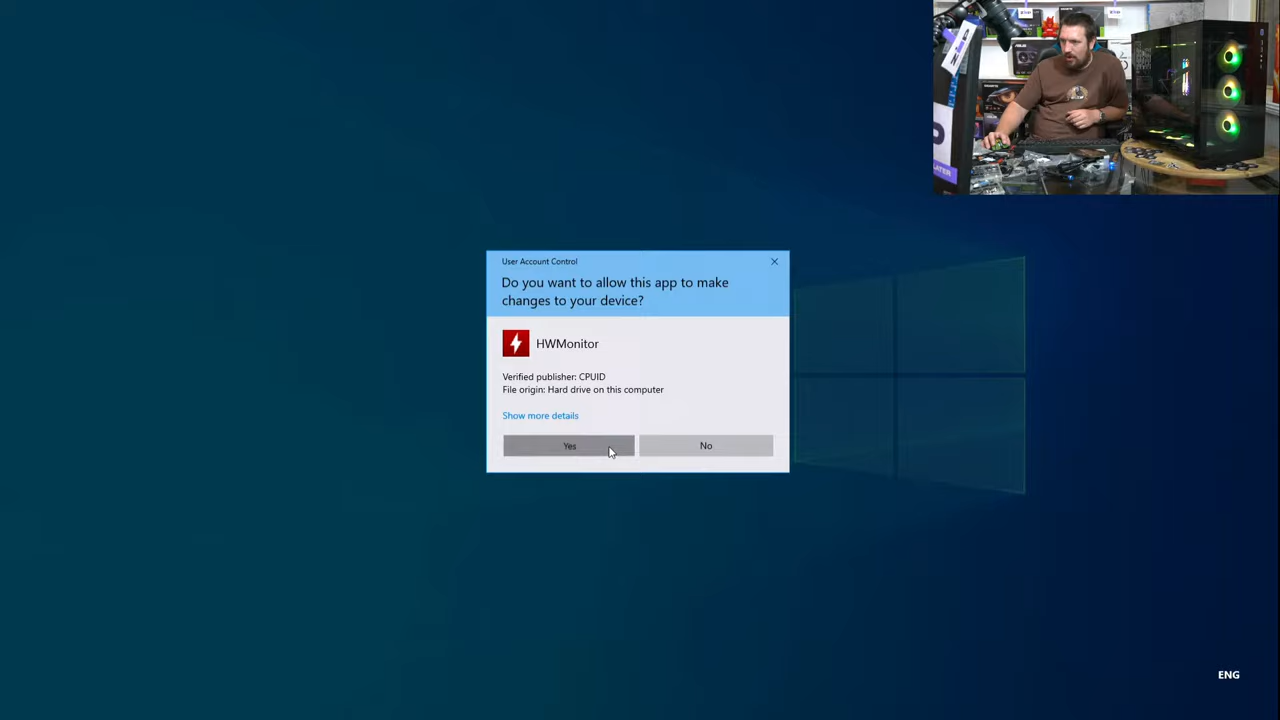 User Account Control
Do you want to allow this app to make
changes to your device?
HWMonitor
Verified publisher: CPUID
File origin: Hard drive on this computer
Show more details
Yes
No
ENG